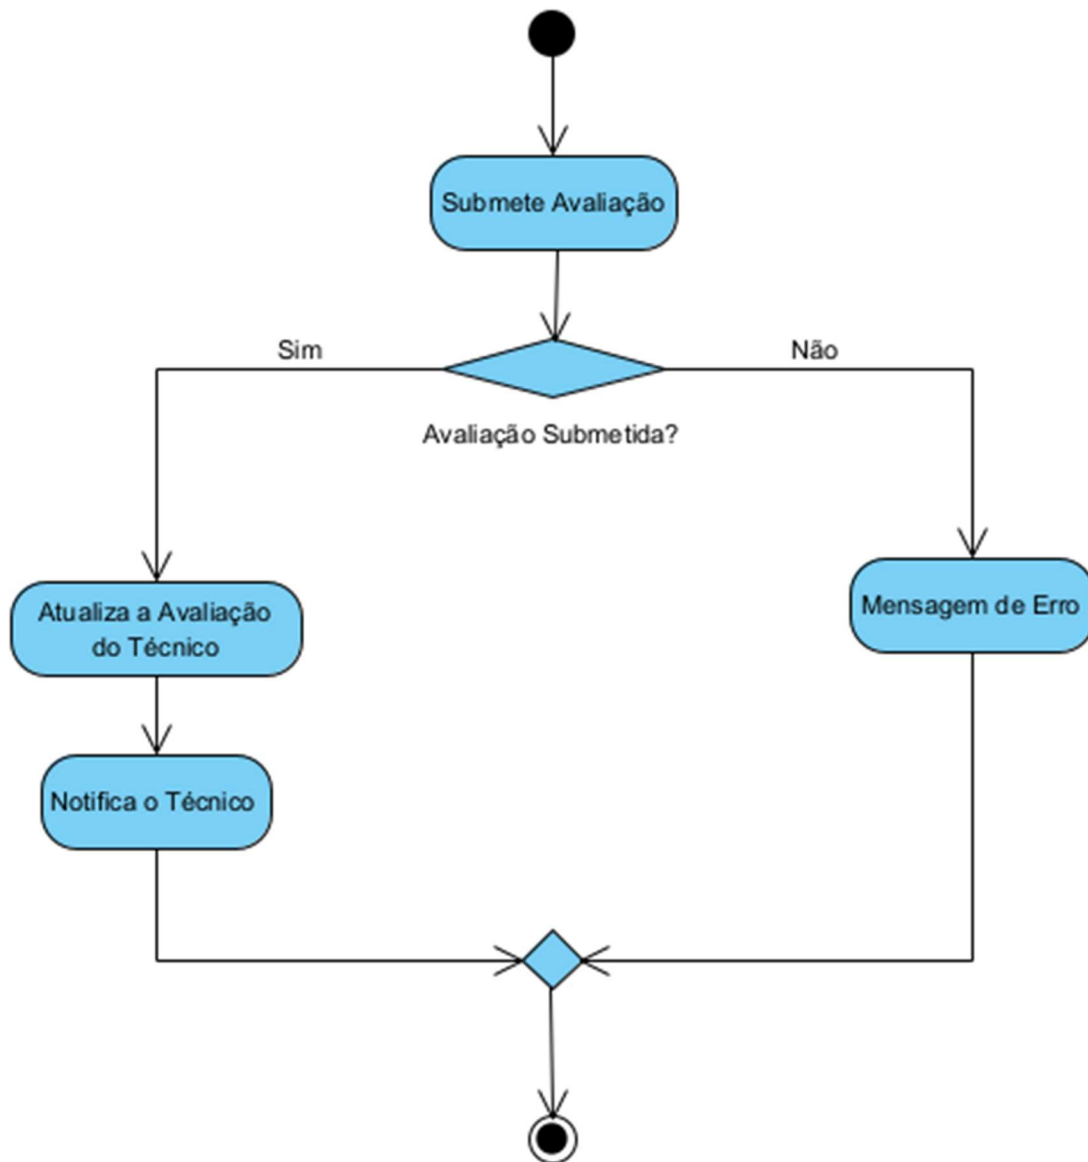 Submete Avaliação
Sim
Não
Avaliação Submetida?
Atualiza a Avaliação
do Técnico
Mensagem de Erro
Notifica o Técnico